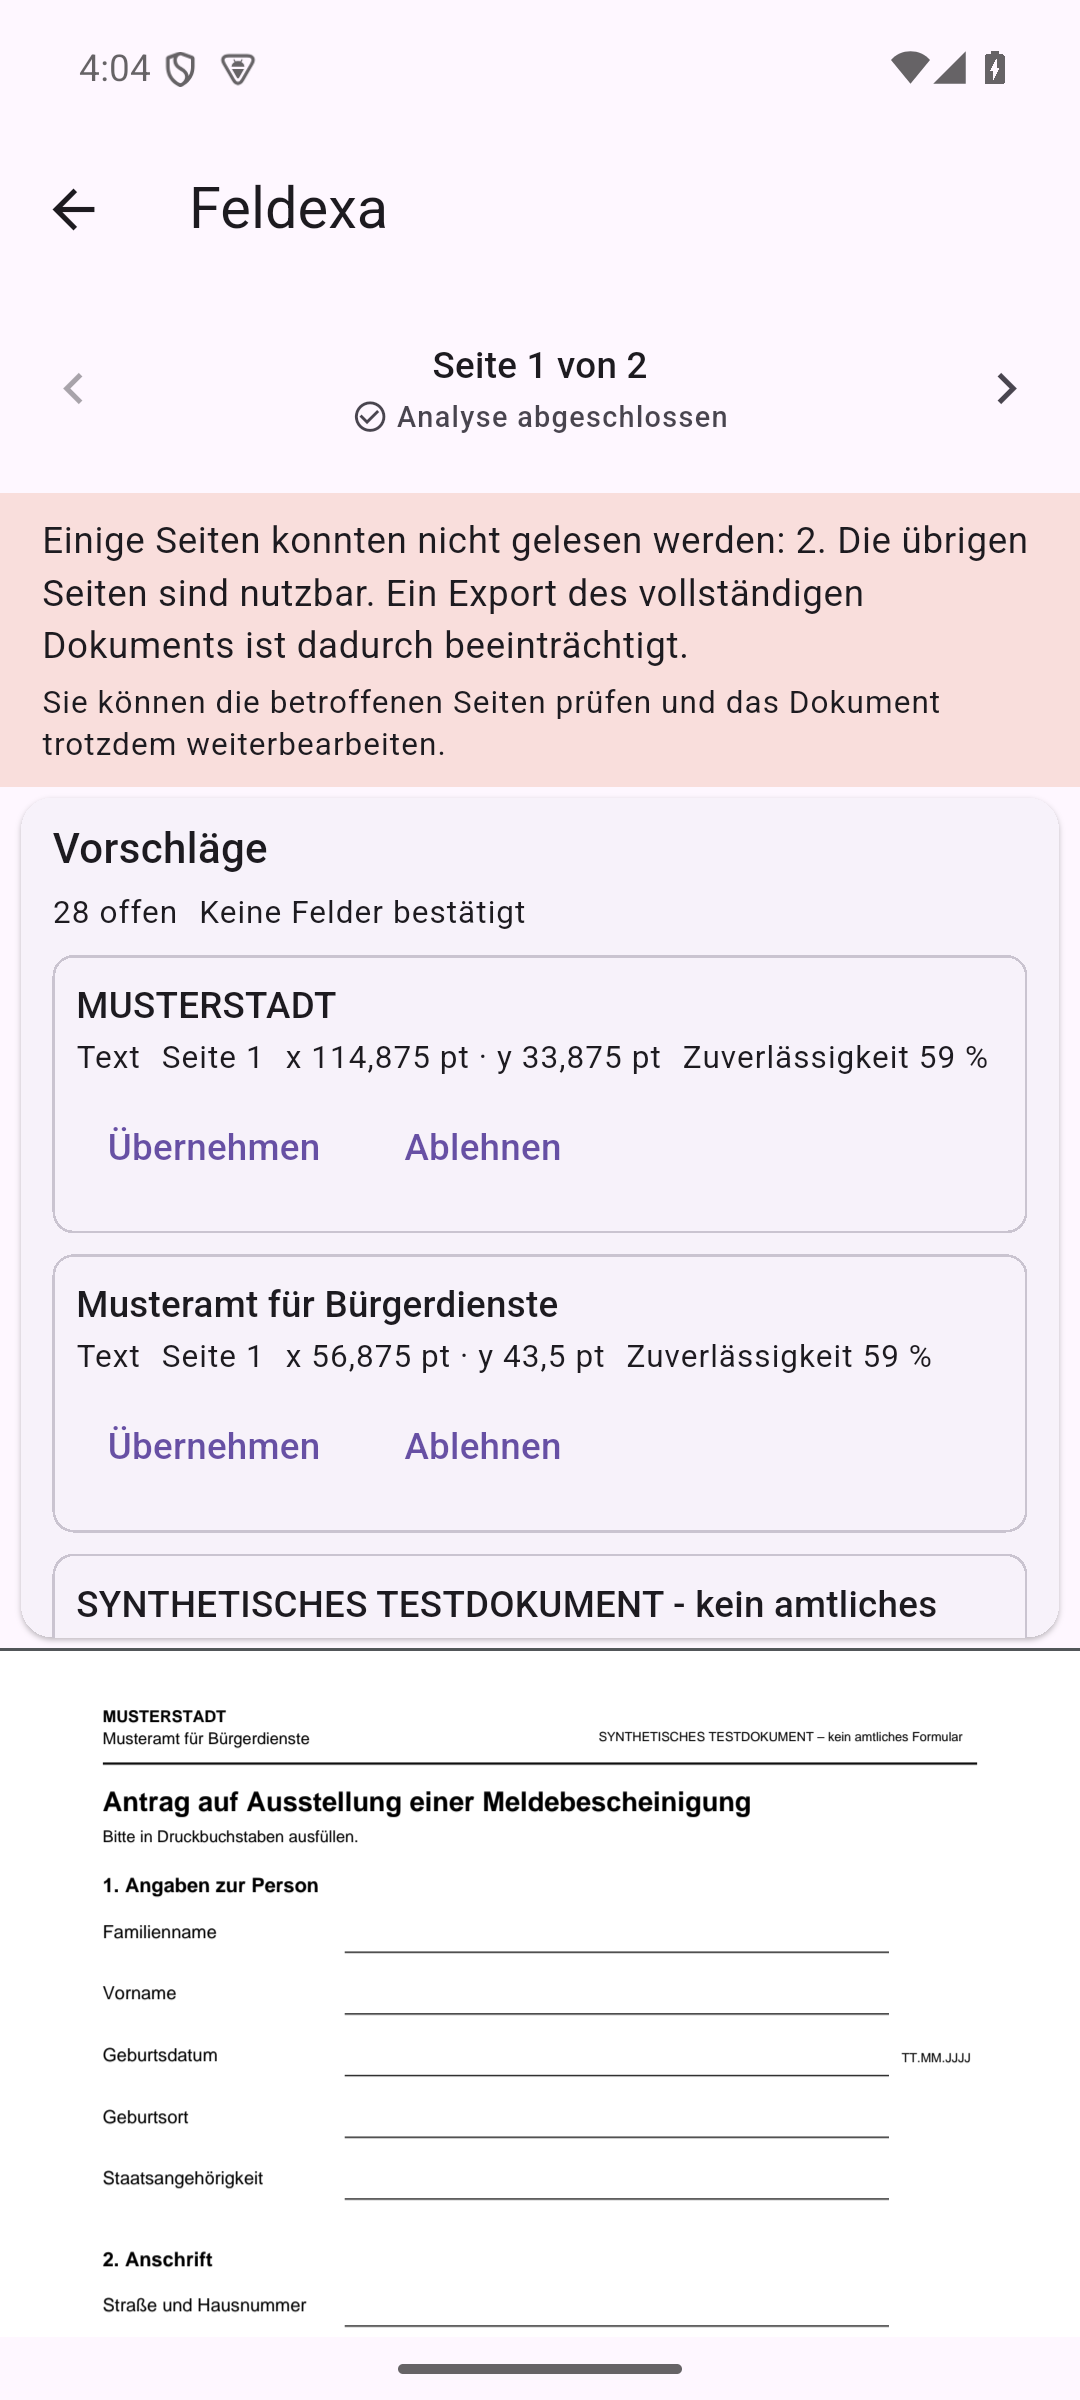 4:04
Feldexa
Seite 1 von 2
Analyse abgeschlossen
Einige Seiten konnten nicht gelesen werden: 2. Die übrigen
Seiten sind nutzbar. Ein Export des vollständigen
Dokuments ist dadurch beeinträchtigt.
Sie können die betroffenen Seiten prüfen und das Dokument
trotzdem weiterbearbeiten.
Vorschläge
28 offen Keine Felder bestätigt
MUSTERSTADT
Text Seite 1 x 114,875 pt · y 33,875 pt Zuverlässigkeit 59 %
Übernehmen Ablehnen
Musteramt für Bürgerdienste
Text Seite 1 x 56,875 pt · y 43,5 pt Zuverlässigkeit 59 %
Übernehmen Ablehnen
SYNTHETISCHES TESTDOKUMENT - kein amtliches
MUSTERSTADT
Musteramt für Bürgerdienste
SYNTHETISCHES TESTDOKUMENT – kein amtliches Formular
Antrag auf Ausstellung einer Meldebescheinigung
Bitte in Druckbuchstaben ausfüllen.
1. Angaben zur Person
Familienname
Vorname
Geburtsdatum TT.MM.JJJJ
Geburtsort
Staatsangehörigkeit
2. Anschrift
Straße und Hausnummer